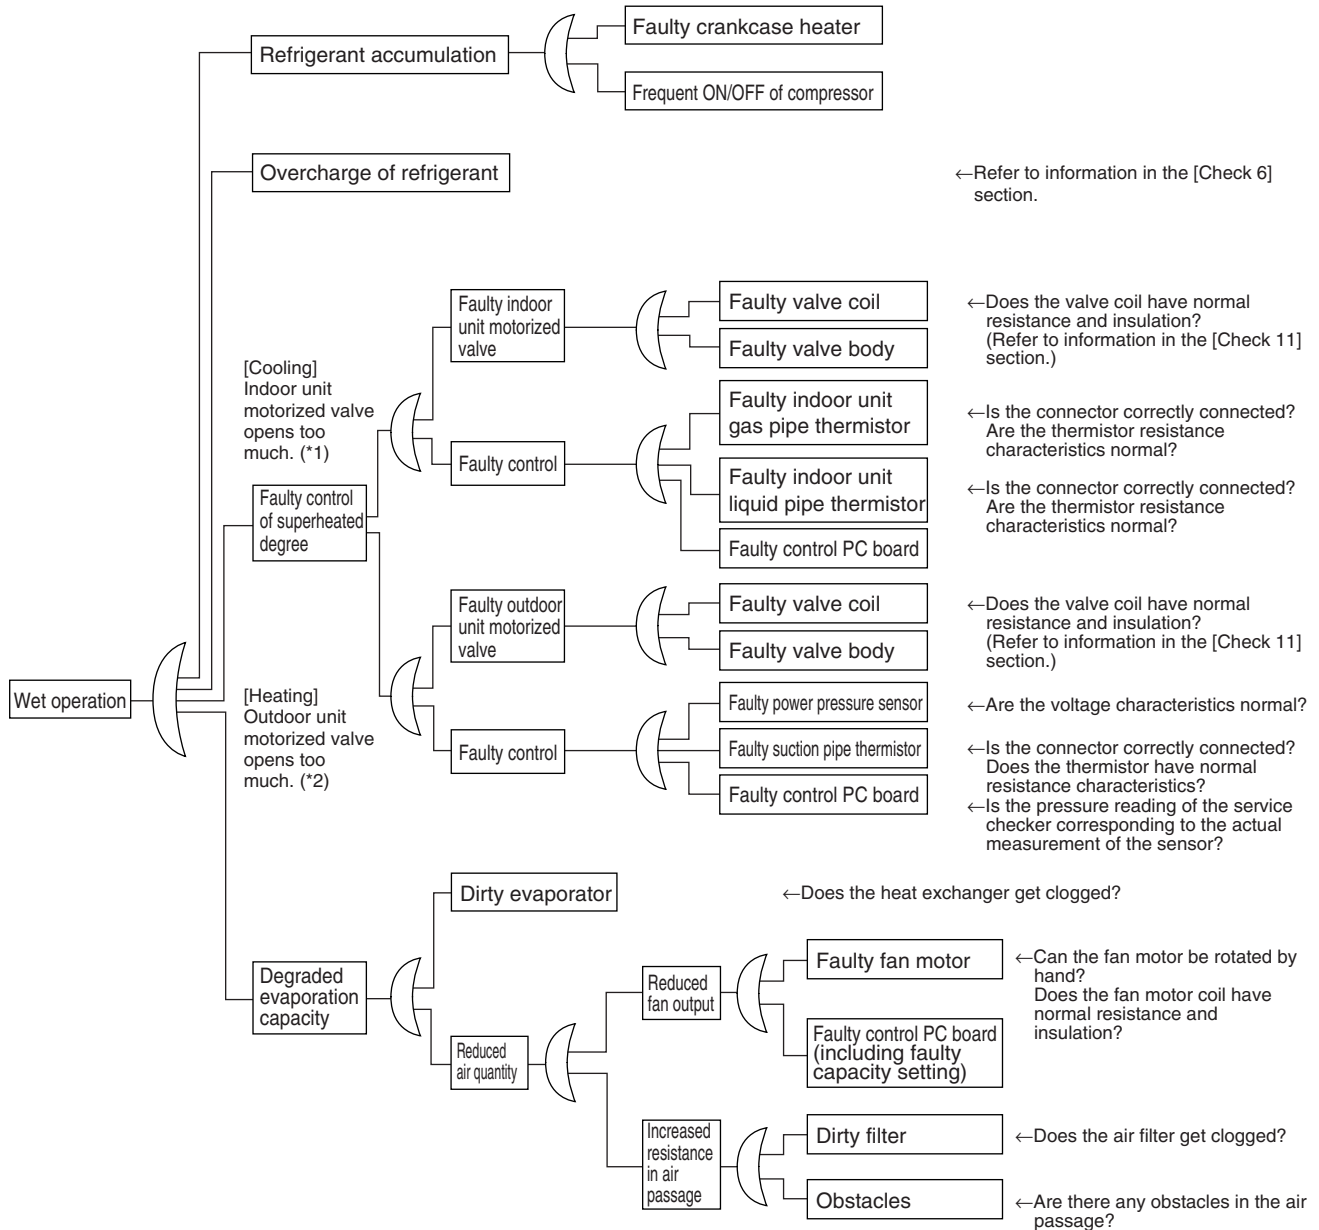 Faulty crankcase heater
Refrigerant accumulation
Frequent ON/OFF of compressor
Overcharge of refrigerant
←Refer to information in the [Check 6]
section.
Faulty indoor
unit motorized
valve
Faulty valve coil
Faulty valve body
←Does the valve coil have normal
resistance and insulation?
(Refer to information in the [Check 11]
section.)
[Cooling]
Indoor unit
motorized valve
opens too
much. (*1)
Faulty control
Faulty indoor unit
gas pipe thermistor
←Is the connector correctly connected?
Are the thermistor resistance
characteristics normal?
Faulty indoor unit
liquid pipe thermistor
←Is the connector correctly connected?
Are the thermistor resistance
characteristics normal?
Faulty control PC board
Faulty control
of superheated
degree
Faulty outdoor
unit motorized
valve
Faulty valve coil
Faulty valve body
←Does the valve coil have normal
resistance and insulation?
(Refer to information in the [Check 11]
section.)
Wet operation
[Heating]
Outdoor unit
motorized valve
opens too
much. (*2)
Faulty control
Faulty power pressure sensor
←Are the voltage characteristics normal?
Faulty suction pipe thermistor
←Is the connector correctly connected?
Does the thermistor have normal
resistance characteristics?
Faulty control PC board
←Is the pressure reading of the service
checker corresponding to the actual
measurement of the sensor?
Dirty evaporator
←Does the heat exchanger get clogged?
Degraded
evaporation
capacity
Reduced
air quantity
Reduced
fan output
Faulty fan motor
←Can the fan motor be rotated by
hand?
Does the fan motor coil have
normal resistance and
insulation?
Faulty control PC board
(including faulty
capacity setting)
Increased
resistance
in air
passage
Dirty filter
←Does the air filter get clogged?
Obstacles
←Are there any obstacles in the air
passage?